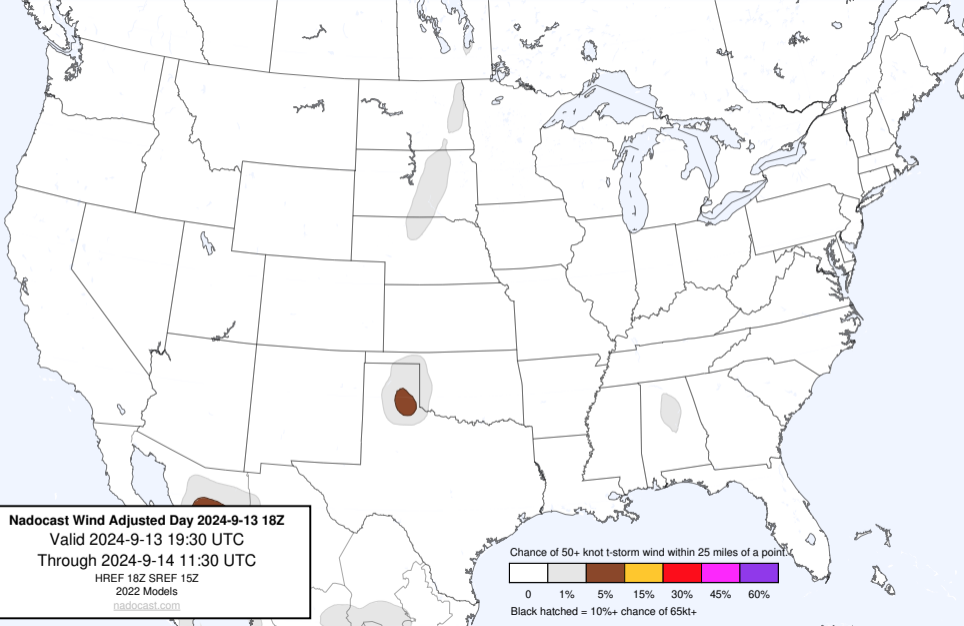 Nadocast Wind Adjusted Day 2024-9-13 18Z
Valid 2024-9-13 19:30 UTC
Through 2024-9-14 11:30 UTC
HREF 18Z SREF 15Z
2022 Models
nadocast.com
Chance of 50+ knot t-storm wind within 25 miles of a point.
0 1% 5% 15% 30% 45% 60%
Black hatched = 10%+ chance of 65kt+